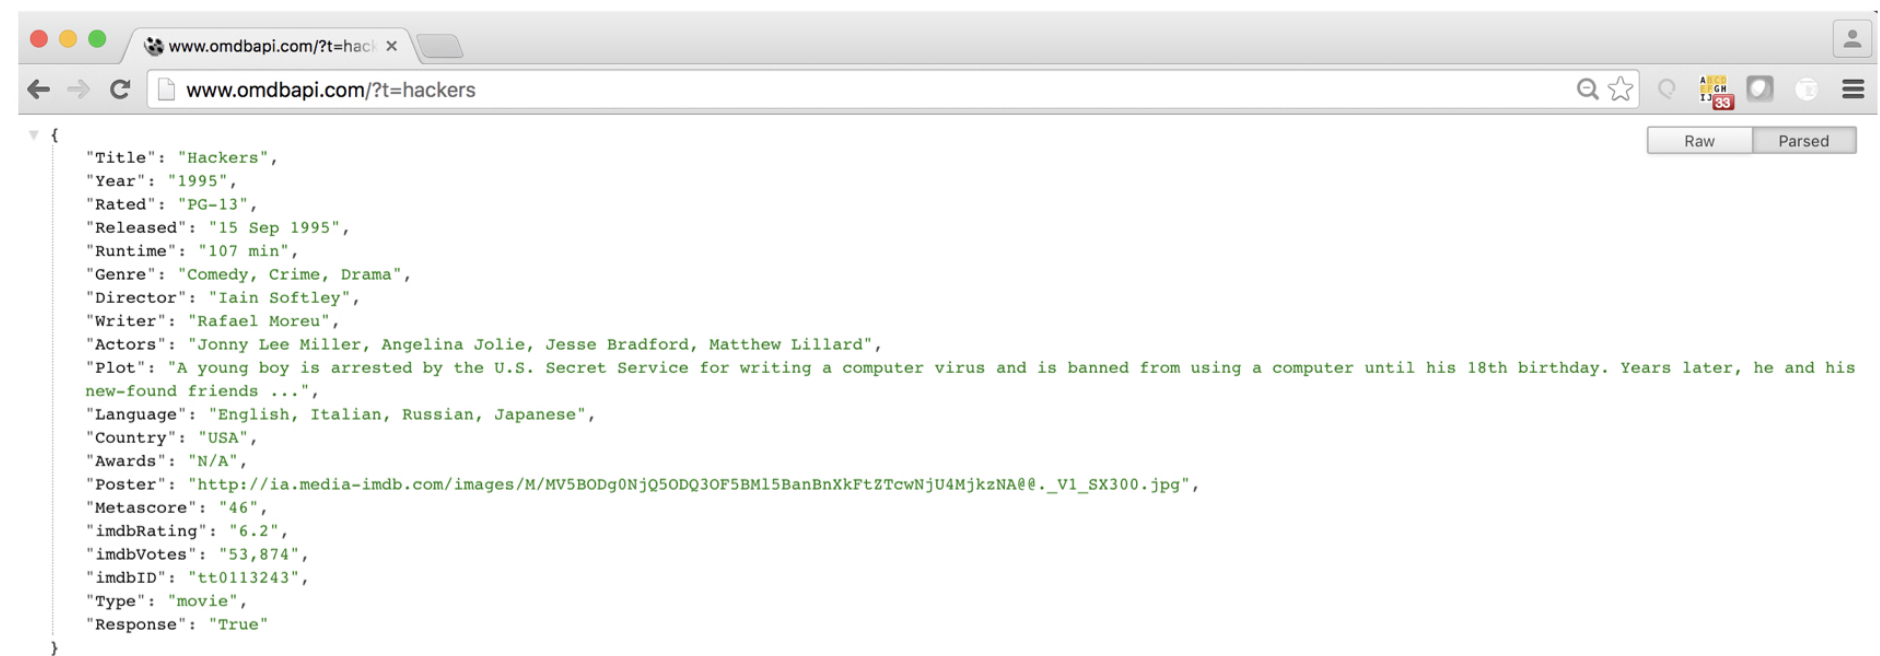 www.omdbapi.com/?t=hac
www.omdbapi.com/?t=hackers
ABCD
GH
IJ
33
Raw
Parsed
{
"Title": "Hackers",
"Year": "1995",
"Rated": "PG-13",
"Released": "15 Sep 1995",
"Runtime": "107 min",
"Genre": "Comedy, Crime, Drama",
"Director": "Iain Softley",
"Writer": "Rafael Moreu",
"Actors": "Jonny Lee Miller, Angelina Jolie, Jesse Bradford, Matthew Lillard",
"Plot": "A young boy is arrested by the U.S. Secret Service for writing a computer virus and is banned from using a computer until his 18th birthday. Years later, he and his
new-found friends ...",
"Language": "English, Italian, Russian, Japanese",
"Country": "USA",
"Awards": "N/A",
"Poster": "http://ia.media-imdb.com/images/M/MV5BODg0NjQ5ODQ3OF5BMl5BanBnXkFtZTcwNjU4MjkzNA@@._V1_SX300.jpg",
"Metascore": "46",
"imdbRating": "6.2",
"imdbVotes": "53,874",
"imdbID": "tt0113243",
"Type": "movie",
"Response": "True"
}